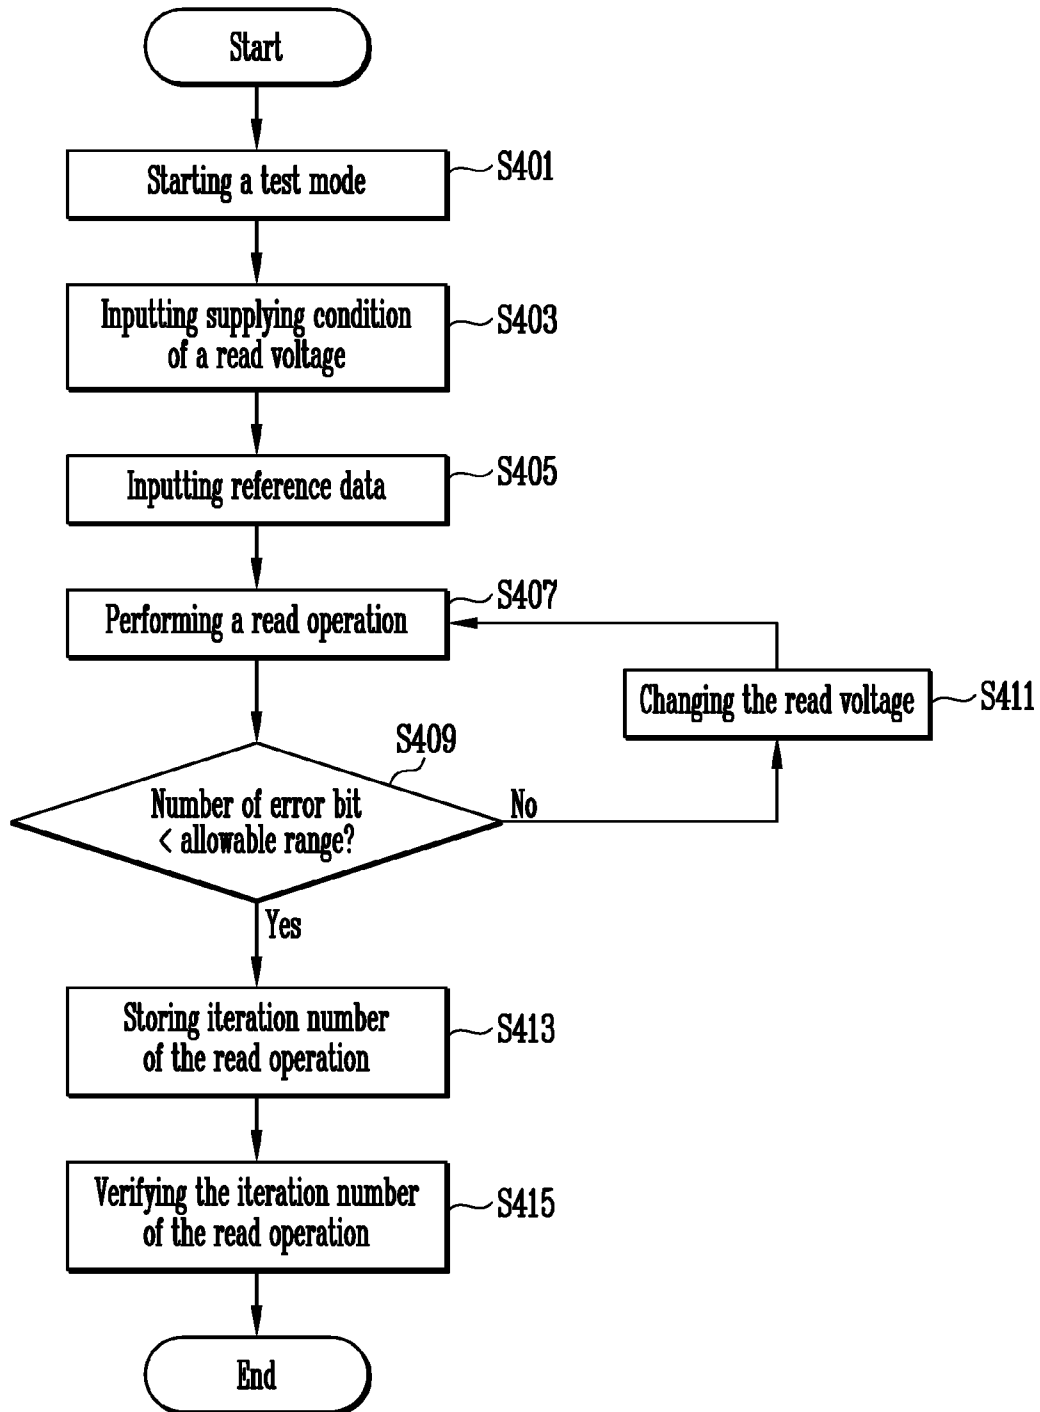 Start
Starting a test mode
S401
Inputting supplying condition
of a read voltage
S403
Inputting reference data
S405
Performing a read operation
S407
Changing the read voltage
S411
S409
Number of error bit
< allowable range?
No
Yes
Storing iteration number
of the read operation
S413
Verifying the iteration number
of the read operation
S415
End